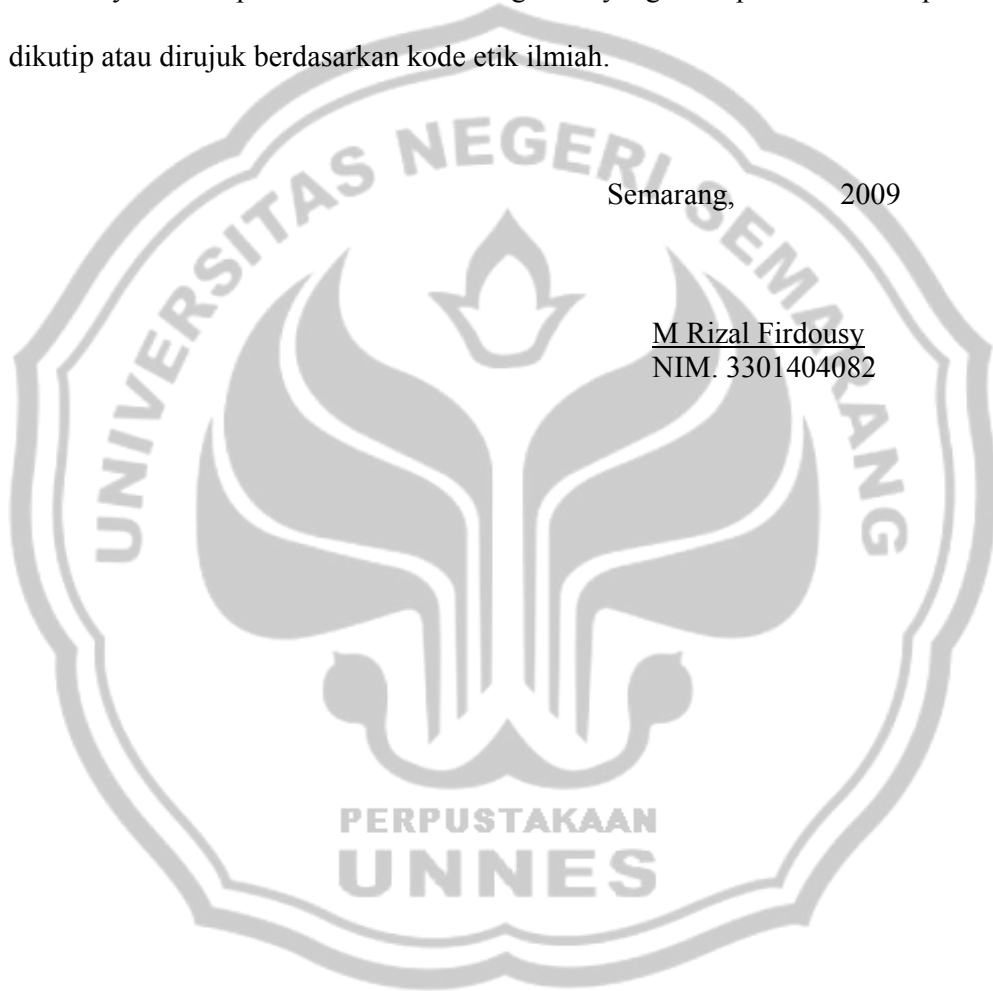 dikutip atau dirujuk berdasarkan kode etik ilmiah.
UNIVERSITAS NEGERI SEMARANG
Semarang, 2009
M Rizal Firdousy
NIM. 3301404082
PERPUSTAKAAN
UNNES